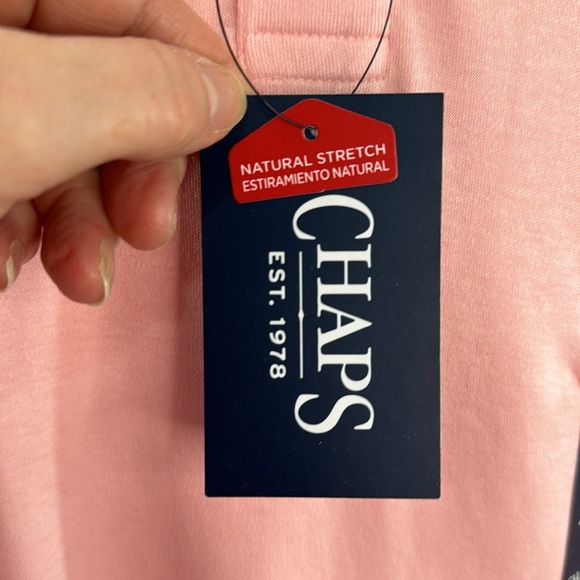 NATURAL STRETCH
ESTIRAMIENTO NATURAL
CHAPS
EST. 1978